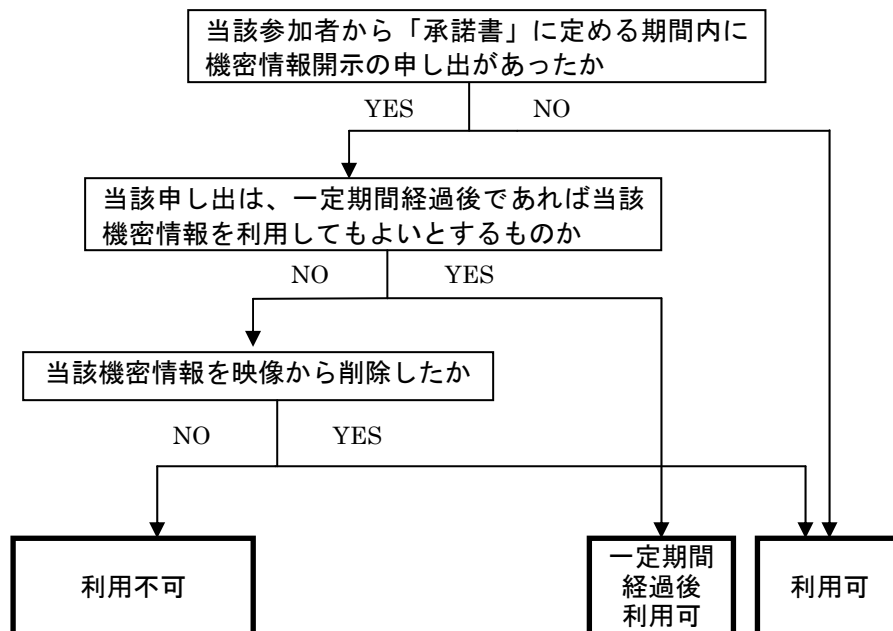 当該参加者から「承諾書」に定める期間内に
機密情報開示の申し出があったか
YES NO
当該申し出は、一定期間経過後であれば当該
機密情報を利用してもよいとするものか
NO YES
当該機密情報を映像から削除したか
NO YES
利用不可
一定期間
経過後
利用可
利用可